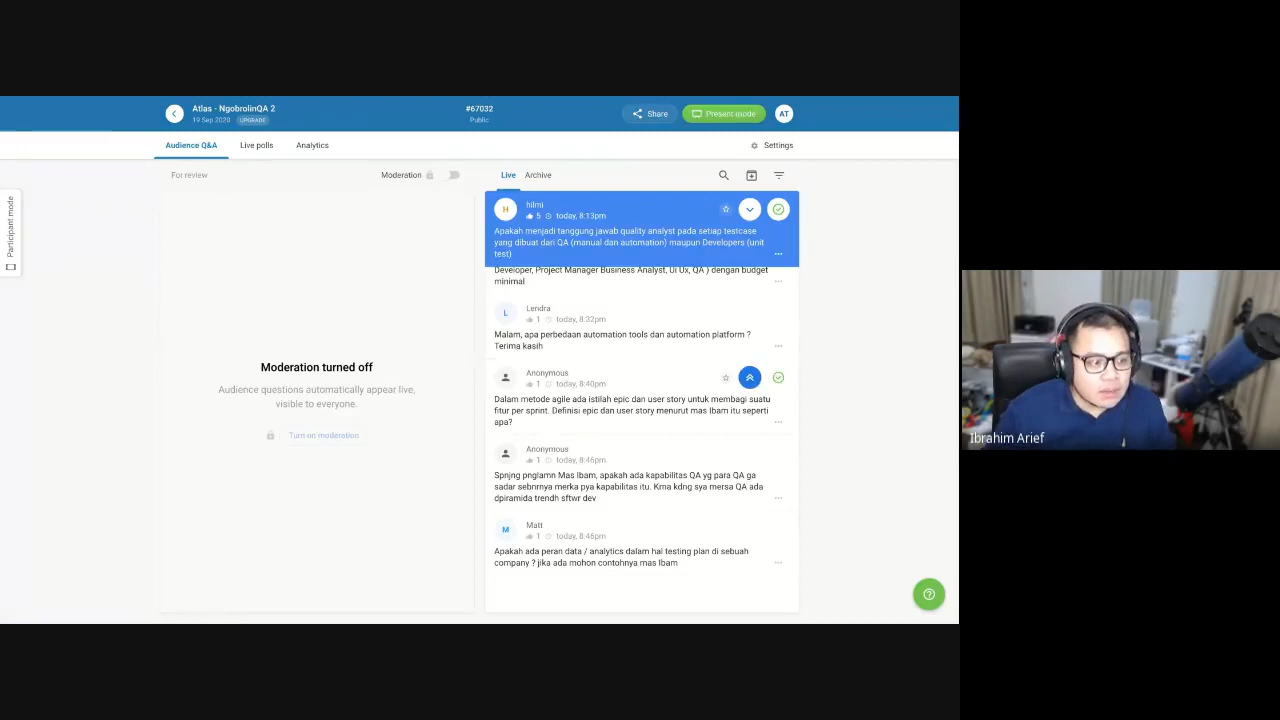 Atlas - NgobrolinQA 2
19 Sep 2020 UPGRADE
#67032
Public
Share
Present mode
AT
Audience Q&A
Live polls
Analytics
Settings
Participant mode
For review
Moderation
Live
Archive
H
hilmi
5 today, 8:13pm
Apakah menjadi tanggung jawab quality analyst pada setiap testcase
yang dibuat dari QA (manual dan automation) maupun Developers (unit
test)
Developer, Project Manager Business Analyst, Ui Ux, QA ) dengan budget
minimal
L
Lendra
1 today, 8:32pm
Malam, apa perbedaan automation tools dan automation platform ?
Terima kasih
Anonymous
1 today, 8:40pm
Dalam metode agile ada istilah epic dan user story untuk membagi suatu
fitur per sprint. Definisi epic dan user story menurut mas Ibam itu seperti
apa?
Anonymous
1 today, 8:46pm
Spnjng pnglamn Mas Ibam, apakah ada kapabilitas QA yg para QA ga
sadar sebnrnya merka pya kapabilitas itu. Krna kdng sya mersa QA ada
dpiramida trendh sftwr dev
M
Matt
1 today, 8:46pm
Apakah ada peran data / analytics dalam hal testing plan di sebuah
company ? jika ada mohon contohnya mas Ibam
Moderation turned off
Audience questions automatically appear live,
visible to everyone.
Turn on moderation
Ibrahim Arief